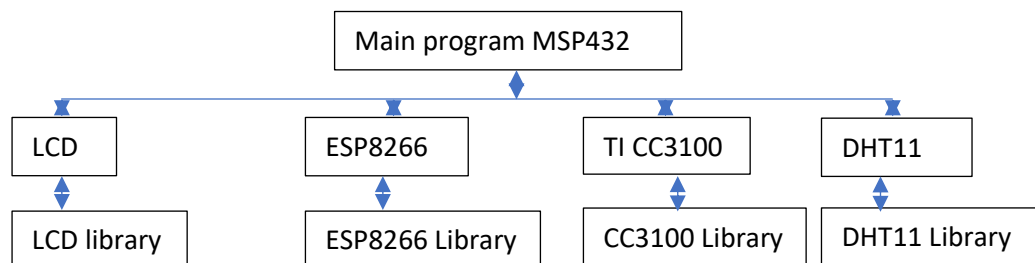 Main program MSP432
LCD
ESP8266
TI CC3100
DHT11
LCD library
ESP8266 Library
CC3100 Library
DHT11 Library